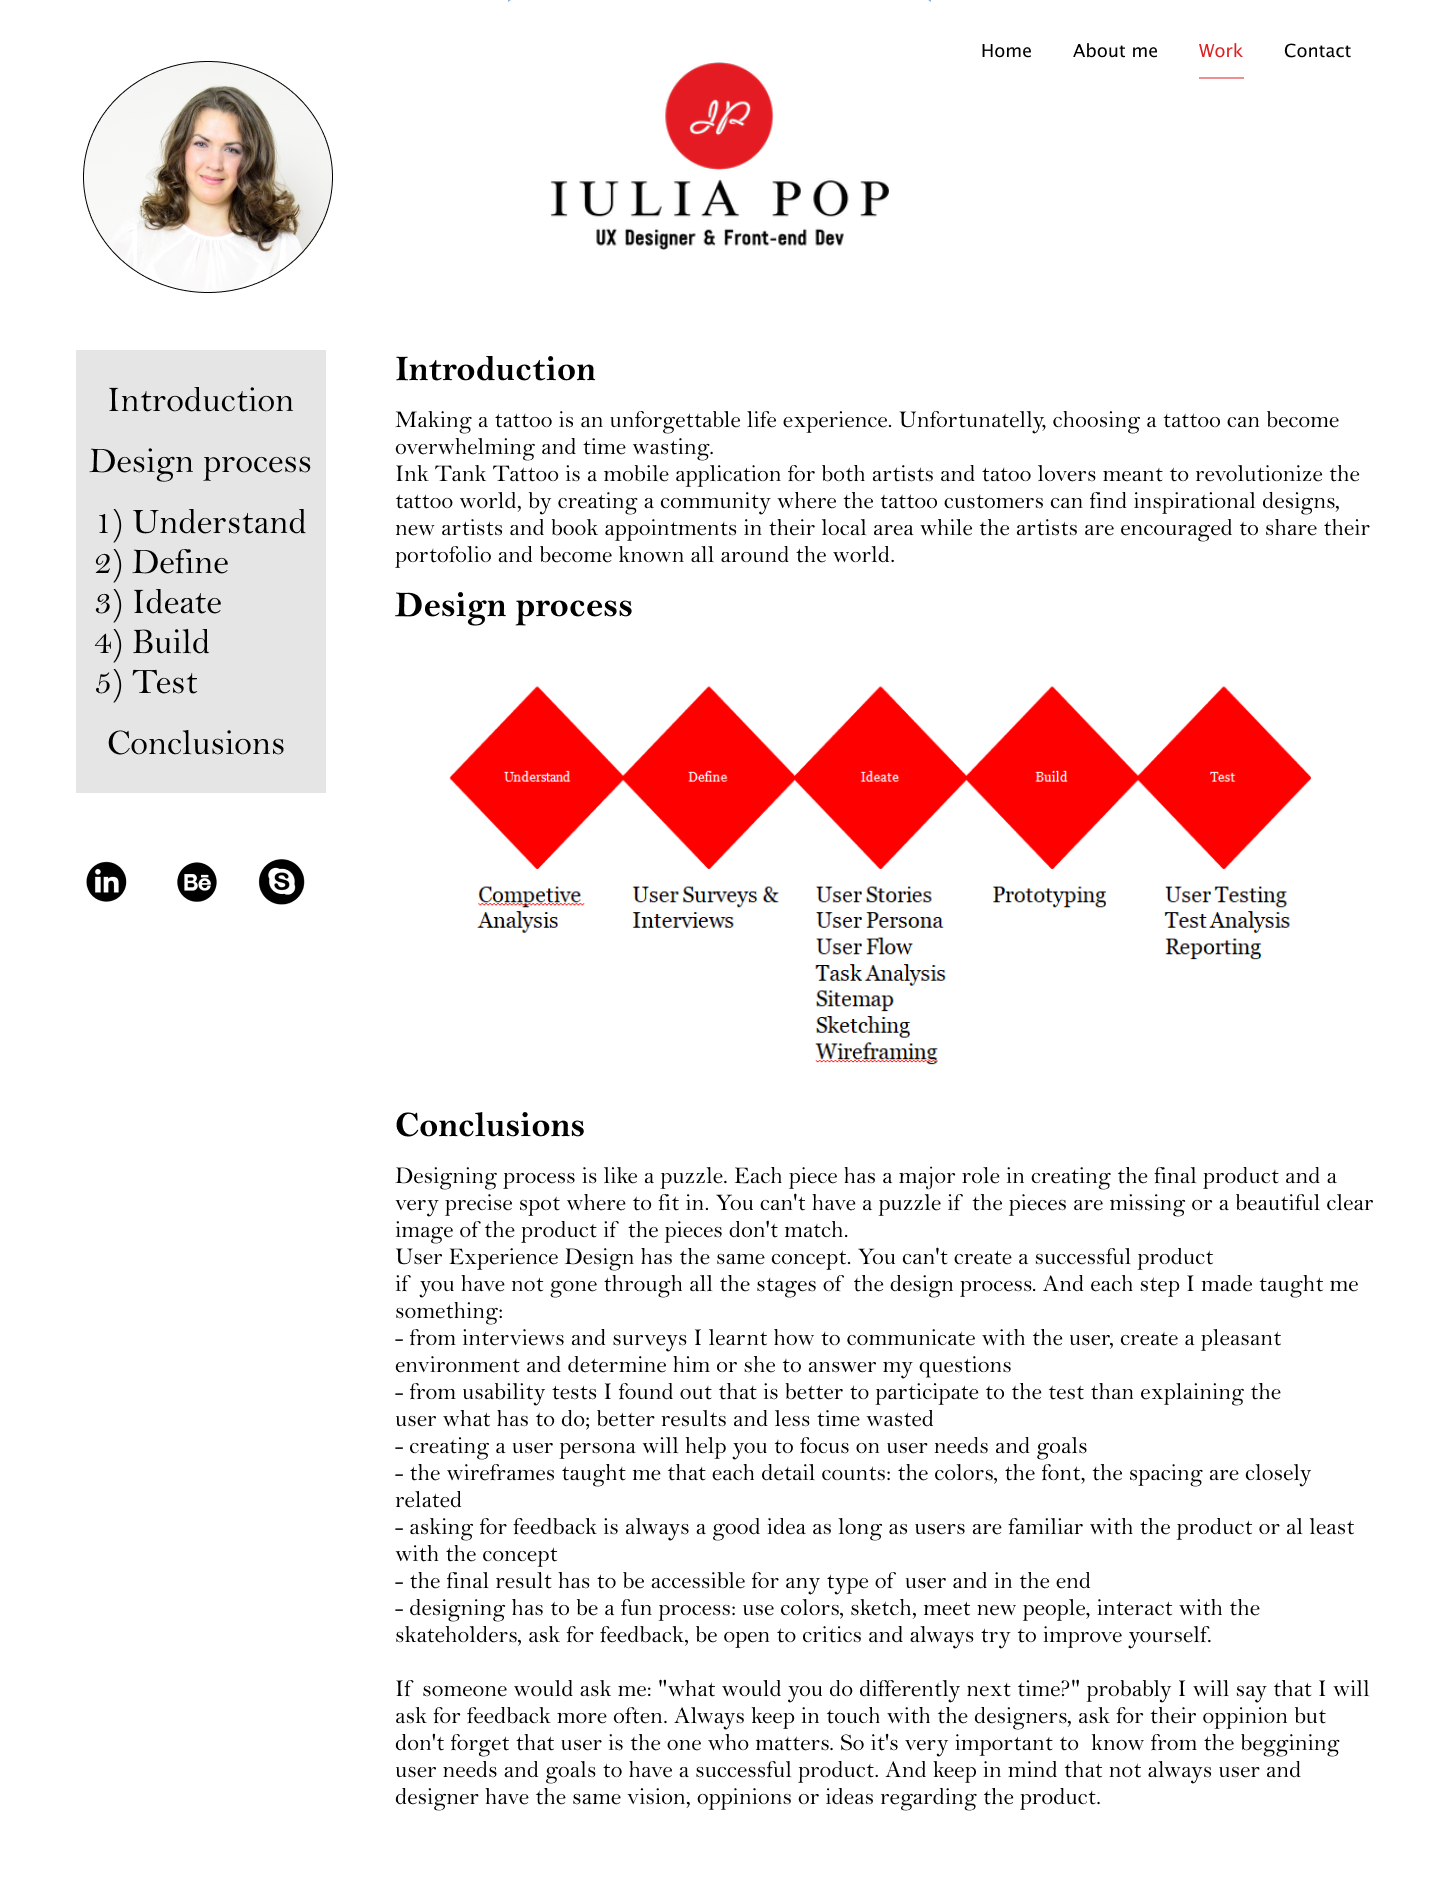 Home About me Work Contact
JP
IULIA POP
UX Designer & Front-end Dev
Introduction
Design process
1) Understand
2) Define
3) Ideate
4) Build
5) Test
Conclusions
in Bē S
Introduction
Making a tattoo is an unforgettable life experience. Unfortunatelly, choosing a tattoo can become
overwhelming and time wasting.
Ink Tank Tattoo is a mobile application for both artists and tatoo lovers meant to revolutionize the
tattoo world, by creating a community where the tattoo customers can find inspirational designs,
new artists and book appointments in their local area while the artists are encouraged to share their
portofolio and become known all around the world.
Design process
Understand Define Ideate Build Test
Competive
Analysis
User Surveys &
Interviews
User Stories
User Persona
User Flow
Task Analysis
Sitemap
Sketching
Wireframing
Prototyping
User Testing
Test Analysis
Reporting
Conclusions
Designing process is like a puzzle. Each piece has a major role in creating the final product and a
very precise spot where to fit in. You can't have a puzzle if the pieces are missing or a beautiful clear
image of the product if the pieces don't match.
User Experience Design has the same concept. You can't create a successful product
if you have not gone through all the stages of the design process. And each step I made taught me
something:
- from interviews and surveys I learnt how to communicate with the user, create a pleasant
environment and determine him or she to answer my questions
- from usability tests I found out that is better to participate to the test than explaining the
user what has to do; better results and less time wasted
- creating a user persona will help you to focus on user needs and goals
- the wireframes taught me that each detail counts: the colors, the font, the spacing are closely
related
- asking for feedback is always a good idea as long as users are familiar with the product or al least
with the concept
- the final result has to be accessible for any type of user and in the end
- designing has to be a fun process: use colors, sketch, meet new people, interact with the
skateholders, ask for feedback, be open to critics and always try to improve yourself.
If someone would ask me: "what would you do differently next time?" probably I will say that I will
ask for feedback more often. Always keep in touch with the designers, ask for their oppinion but
don't forget that user is the one who matters. So it's very important to know from the beggining
user needs and goals to have a successful product. And keep in mind that not always user and
designer have the same vision, oppinions or ideas regarding the product.